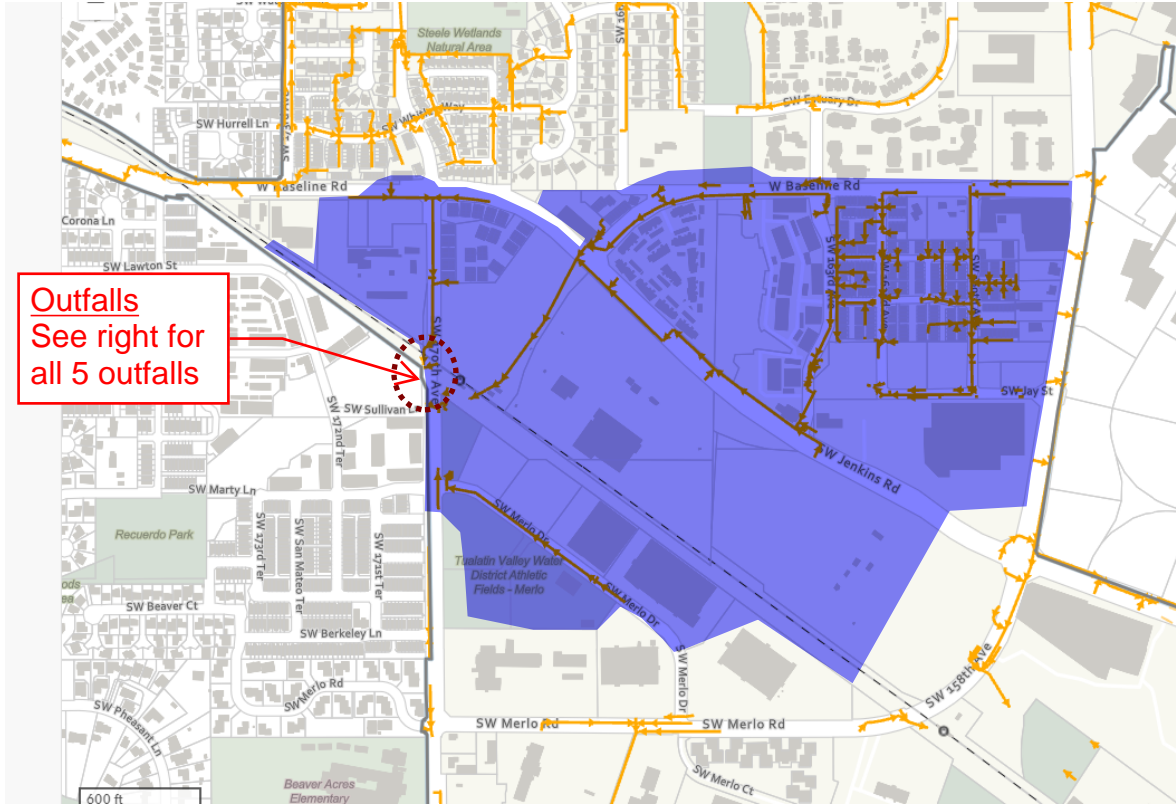 Steele Wetlands
Natural Area
SW Estuary Dr
SW Hurrell Ln
W Baseline Rd
W Baseline Rd
Corona Ln
SW Lawton St
Outfalls
See right for
all 5 outfalls
SW 170th Ave
SW 163rd Ave
SW Sullivan
SW 172nd Ter
SW Jay St
SW Jenkins Rd
SW Marty Ln
SW Merlo Dr
Recuerdo Park
SW 173rd Ter
SW San Mateo Ter
SW 171st Ter
Tualatin Valley Water
District Athletic
Fields - Merlo
SW Beaver Ct
SW Merlo Dr
SW Berkeley Ln
SW Merlo Dr
SW Merlo Rd
SW 158th Ave
SW Pheasant Ln
SW Merlo Rd
SW Merlo Rd
SW Merlo Ct
Beaver Acres
Elementary
600 ft